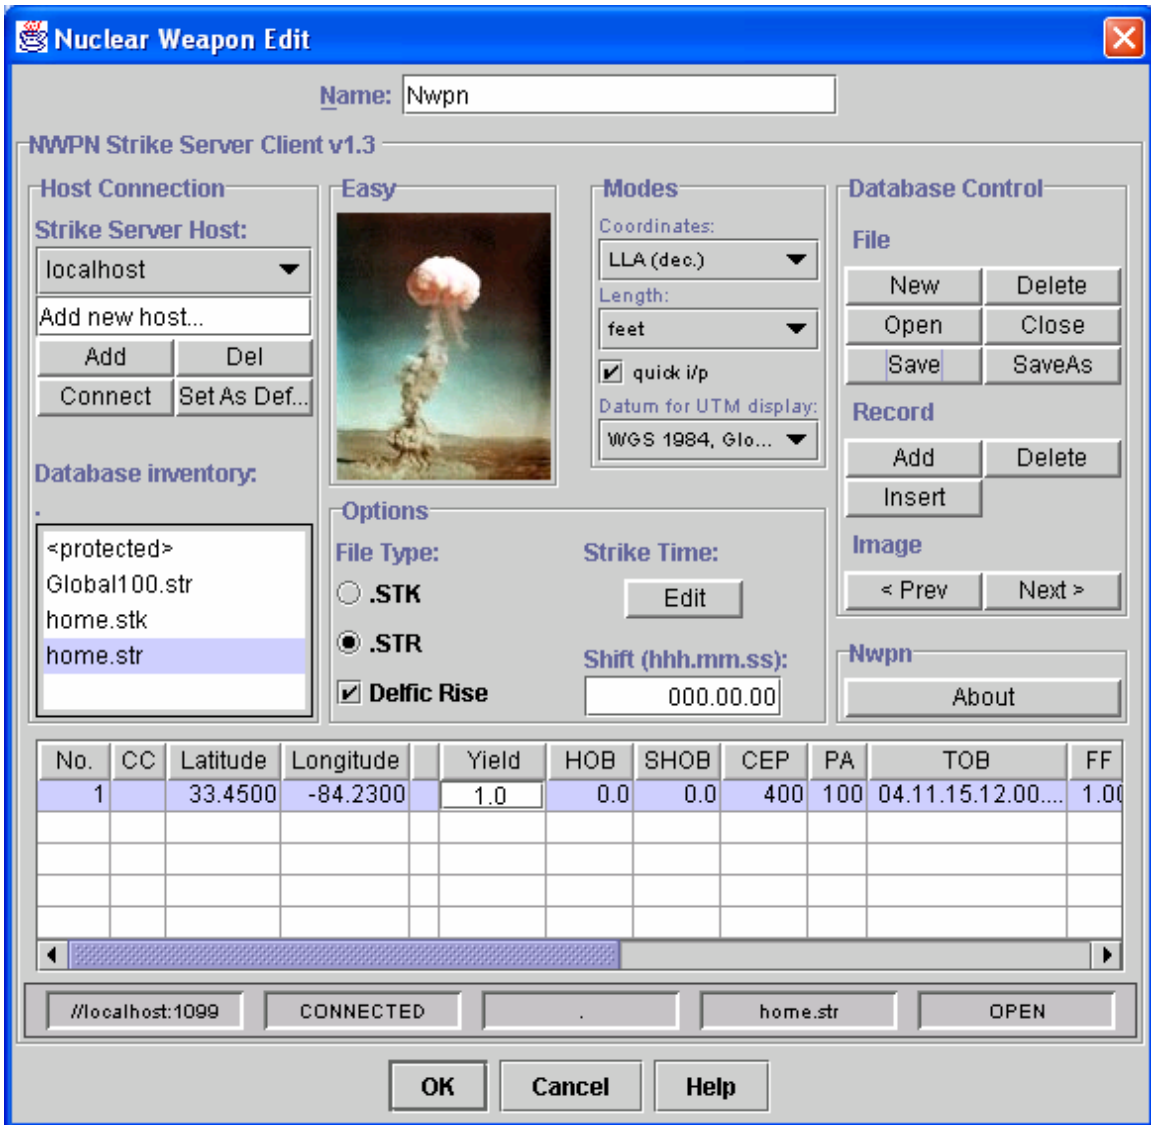 Nuclear Weapon Edit
Name: Nwpn
NWPN Strike Server Client v1.3
Host Connection
Strike Server Host:
localhost
Add new host...
Add Del
Connect Set As Def...
Database inventory:
.
<protected>
Global100.str
home.stk
home.str
Easy
Modes
Coordinates:
LLA (dec.)
Length:
feet
quick i/p
Datum for UTM display:
WGS 1984, Glo...
Options
File Type:
.STK
.STR
Delfic Rise
Strike Time:
Edit
Shift (hhh.mm.ss):
000.00.00
Database Control
File
New Delete
Open Close
Save SaveAs
Record
Add Delete
Insert
Image
< Prev Next >
Nwpn
About
No. CC Latitude Longitude Yield HOB SHOB CEP PA TOB FF
1 33.4500 -84.2300 1.0 0.0 0.0 400 100 04.11.15.12.00.... 1.00
//localhost:1099 CONNECTED . home.str OPEN
OK Cancel Help